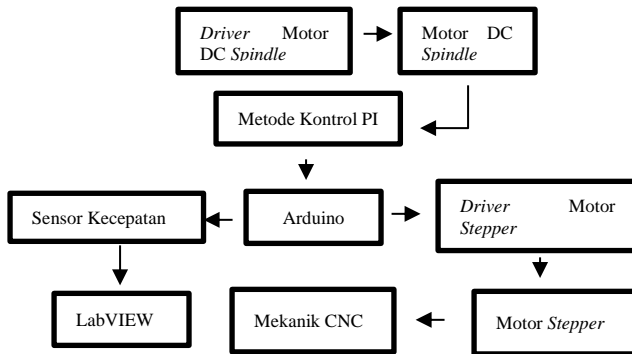 Driver Motor
DC Spindle
Motor DC
Spindle
Metode Kontrol PI
Sensor Kecepatan
Arduino
Driver Motor
Stepper
LabVIEW
Mekanik CNC
Motor Stepper